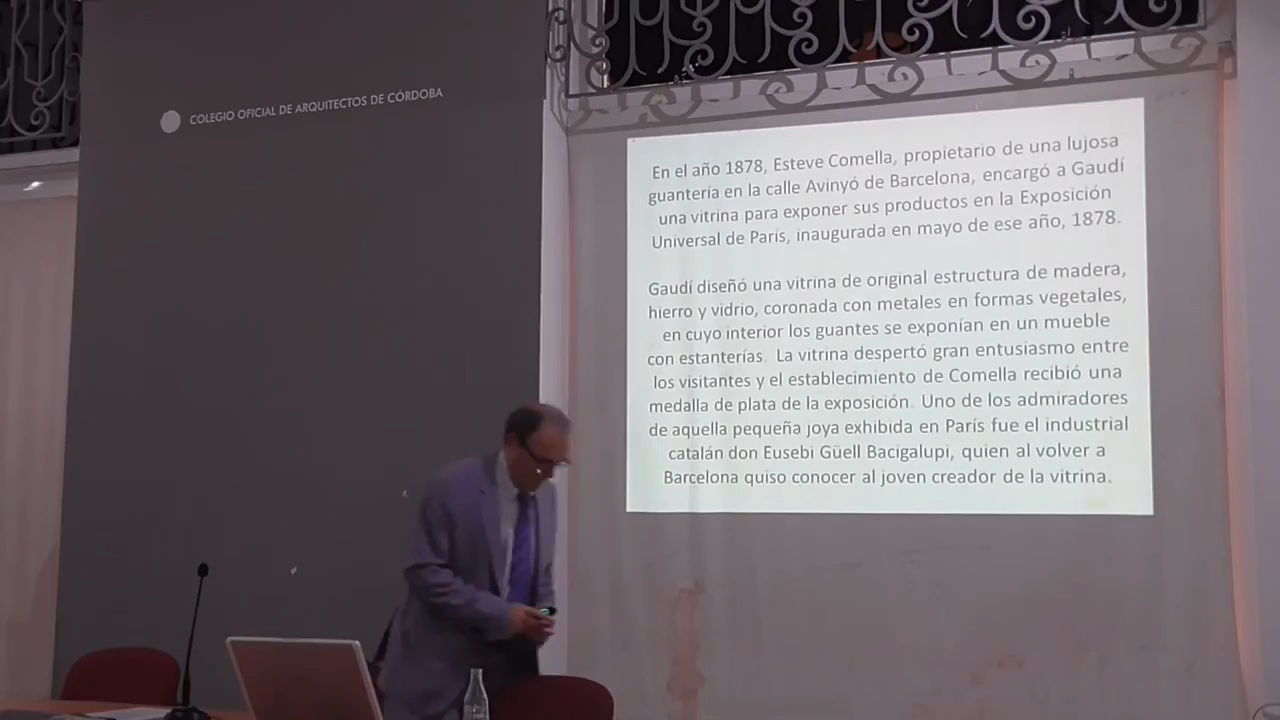 COLEGIO OFICIAL DE ARQUITECTOS DE CÓRDOBA
En el año 1878, Esteve Comella, propietario de una lujosa
guantería en la calle Avinyó de Barcelona, encargó a Gaudí
una vitrina para exponer sus productos en la Exposición
Universal de París, inaugurada en mayo de ese año, 1878.
Gaudí diseñó una vitrina de original estructura de madera,
hierro y vidrio, coronada con metales en formas vegetales,
en cuyo interior los guantes se exponían en un mueble
con estanterías. La vitrina despertó gran entusiasmo entre
los visitantes y el establecimiento de Comella recibió una
medalla de plata de la exposición. Uno de los admiradores
de aquella pequeña joya exhibida en París fue el industrial
catalán don Eusebi Güell Bacigalupi, quien al volver a
Barcelona quiso conocer al joven creador de la vitrina.